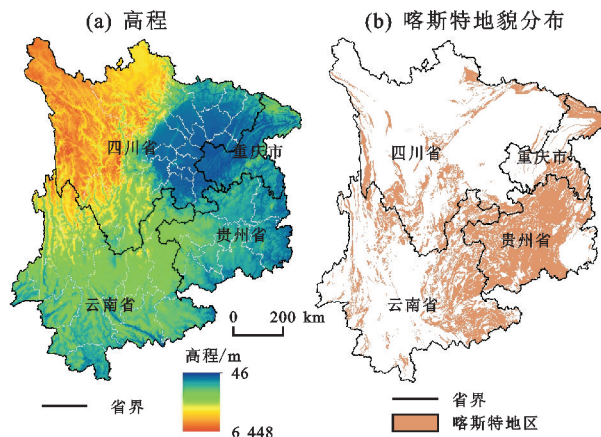 (a) 高程
四川省
重庆市
贵州省
云南省
0 200 km
高程/m
46
6 448
省界
(b) 喀斯特地貌分布
四川省
重庆市
贵州省
云南省
省界
喀斯特地区